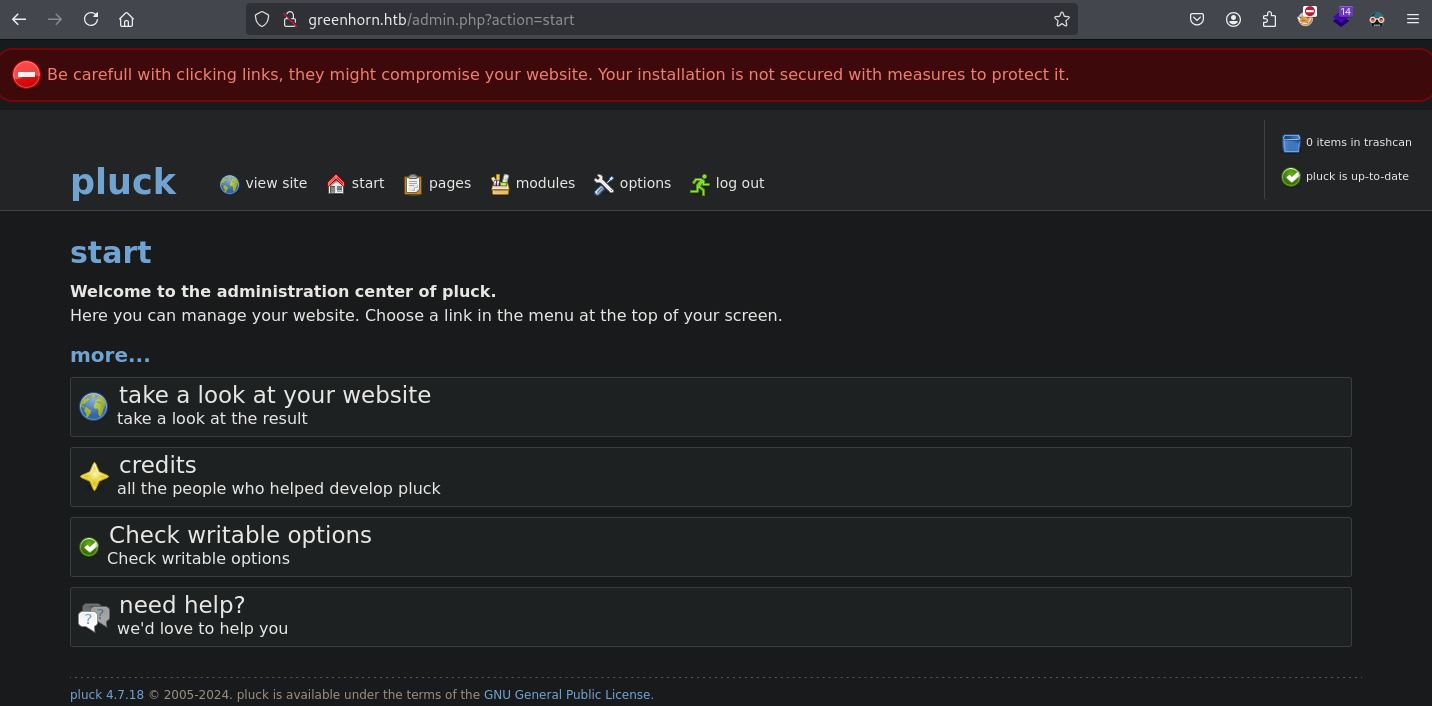 greenhorn.htb/admin.php?action=start
14
Be carefull with clicking links, they might compromise your website. Your installation is not secured with measures to protect it.
0 items in trashcan
pluck view site start pages modules options log out
pluck is up-to-date
start
Welcome to the administration center of pluck.
Here you can manage your website. Choose a link in the menu at the top of your screen.
more...
take a look at your website
take a look at the result
credits
all the people who helped develop pluck
Check writable options
Check writable options
need help?
we'd love to help you
pluck 4.7.18 © 2005-2024. pluck is available under the terms of the GNU General Public License.